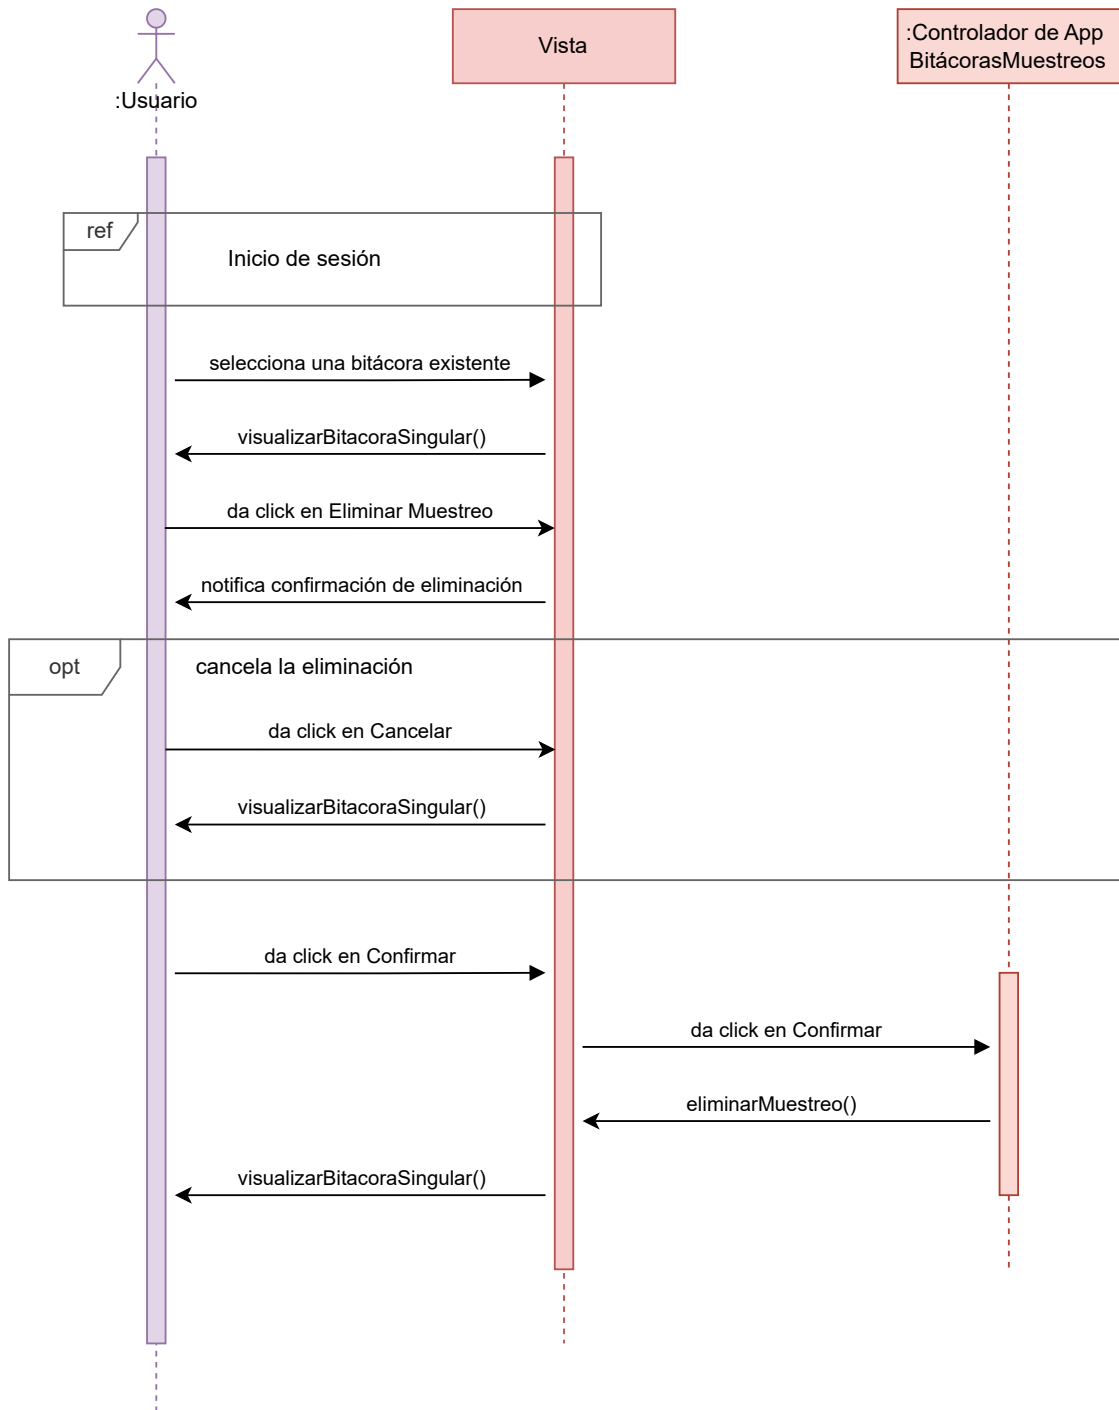 :Usuario
Vista
:Controlador de App
BitácorasMuestreos
ref
Inicio de sesión
selecciona una bitácora existente
visualizarBitacoraSingular()
da click en Eliminar Muestreo
notifica confirmación de eliminación
opt
cancela la eliminación
da click en Cancelar
visualizarBitacoraSingular()
da click en Confirmar
da click en Confirmar
eliminarMuestreo()
visualizarBitacoraSingular()